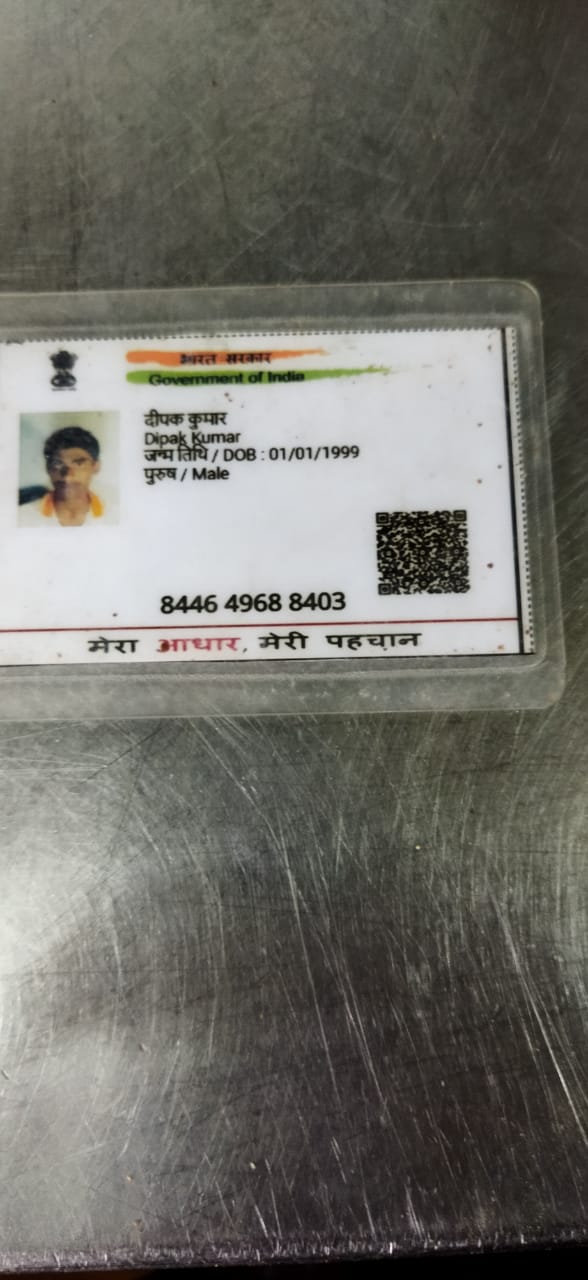 भारत सरकार
Government of India
दीपक कुमार
Dipak Kumar
जन्म तिथि / DOB : 01/01/1999
पुरुष / Male
8446 4968 8403
मेरा आधार, मेरी पहचान